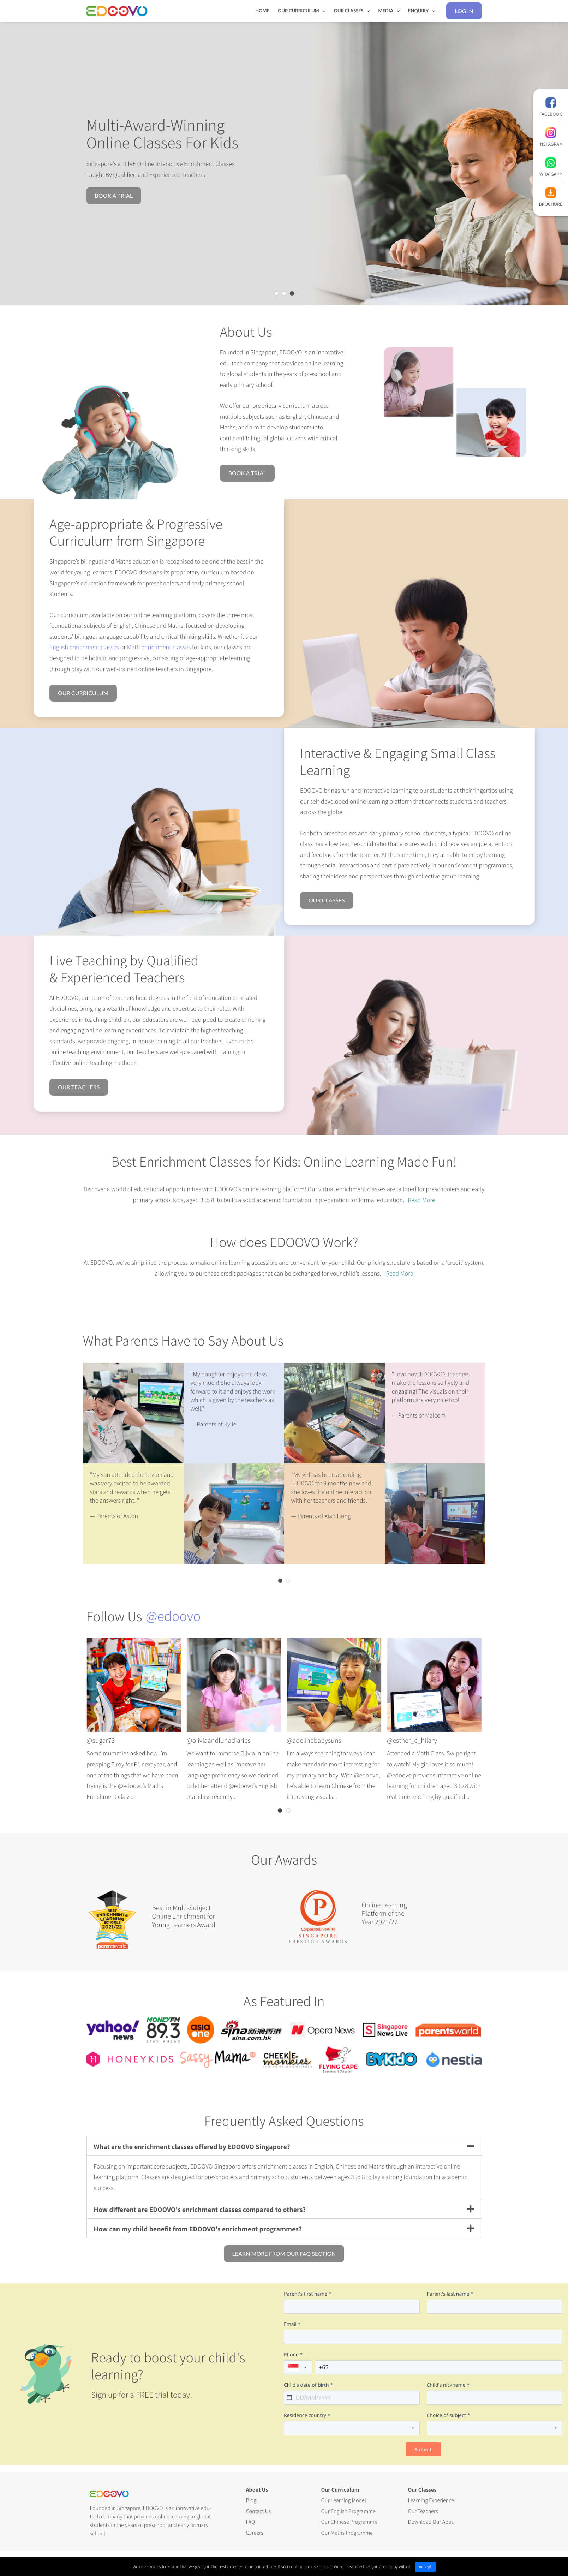 EDOOVO
HOME OUR CURRICULUM OUR CLASSES MEDIA ENQUIRY LOG IN
FACEBOOK
INSTAGRAM
WHATSAPP
BROCHURE
Multi-Award-Winning
Online Classes For Kids
Singapore's #1 LIVE Online Interactive Enrichment Classes
Taught By Qualified and Experienced Teachers
BOOK A TRIAL
About Us
Founded in Singapore, EDOOVO is an innovative
edu-tech company that provides online learning
to global students in the years of preschool and
early primary school.
We offer our proprietary curriculum across
multiple subjects such as English, Chinese and
Maths, and aim to develop students into
confident bilingual global citizens with critical
thinking skills.
BOOK A TRIAL
Age-appropriate & Progressive
Curriculum from Singapore
Singapore's bilingual and Maths education is recognised to be one of the best in the
world for young learners. EDOOVO develops its proprietary curriculum based on
Singapore's education framework for preschoolers and early primary school
students.
Our curriculum, available on our online learning platform, covers the three most
foundational subjects of English, Chinese and Maths, focused on developing
students' bilingual language capability and critical thinking skills. Whether it's our
English enrichment classes or Math enrichment classes for kids, our classes are
designed to be holistic and progressive, consisting of age-appropriate learning
through play with our well-trained online teachers in Singapore.
OUR CURRICULUM
Interactive & Engaging Small Class
Learning
EDOOVO brings fun and interactive learning to our students at their fingertips using
our self-developed online learning platform that connects students and teachers
across the globe.
For both preschoolers and early primary school students, a typical EDOOVO online
class has a low teacher-child ratio that ensures each child receives ample attention
and feedback from the teacher. At the same time, they are able to enjoy learning
through social interactions and participate actively in our enrichment programmes,
sharing their ideas and perspectives through collective group learning.
OUR CLASSES
Live Teaching by Qualified
& Experienced Teachers
At EDOOVO, our team of teachers hold degrees in the field of education or related
disciplines, bringing a wealth of knowledge and expertise to their roles. With
experience in teaching children, our educators are well-equipped to create enriching
and engaging online learning experiences. To maintain the highest teaching
standards, we provide ongoing, in-house training to all our teachers. Even in the
online teaching environment, our teachers are well-prepared with training in
effective online teaching methods.
OUR TEACHERS
Best Enrichment Classes for Kids: Online Learning Made Fun!
Discover a world of educational opportunities with EDOOVO's online learning platform! Our virtual enrichment classes are tailored for preschoolers and early
primary school kids, aged 3 to 8, to build a solid academic foundation in preparation for formal education. Read More
How does EDOOVO Work?
At EDOOVO, we've simplified the process to make online learning accessible and convenient for your child. Our pricing structure is based on a 'credit' system,
allowing you to purchase credit packages that can be exchanged for your child's lessons. Read More
What Parents Have to Say About Us
"My daughter enjoys the class
very much! She always look
forward to it and enjoys the work
which is given by the teachers as
well."
— Parents of Kylie
"Love how EDOOVO's teachers
make the lessons so lively and
engaging! The visuals on their
platform are very nice too!"
— Parents of Malcom
"My son attended the lesson and
was very excited to be awarded
stars and rewards when he gets
the answers right. "
— Parents of Aston
"My girl has been attending
EDOOVO for 9 months now and
she loves the online interaction
with her teachers and friends. "
— Parents of Xiao Hong
Follow Us @edoovo
@sugar73
Some mummies asked how I'm
prepping Elroy for P1 next year, and
one of the things that we have been
trying is the @edoovo's Maths
Enrichment class...
@oliviaandlunadiaries
We want to immerse Olivia in online
learning as well as improve her
language proficiency so we decided
to let her attend @edoovo's English
trial class recently...
@adelinebabysuns
I'm always searching for ways I can
make mandarin more interesting for
my primary one boy. With @edoovo,
he's able to learn Chinese from the
interesting visuals...
@esther_c_hilary
Attended a Math Class. Swipe right
to watch! My girl loves it so much!
@edoovo provides interactive online
learning for children aged 3 to 8 with
real-time teaching by qualified...
Our Awards
BEST
ENRICHMENT&
LEARNING
SCHOOLS
2021/22
parentsworld
Best in Multi-Subject
Online Enrichment for
Young Learners Award
P
CorporateLiveWire
SINGAPORE
PRESTIGE AWARDS
Online Learning
Platform of the
Year 2021/22
As Featured In
yahoo!
news
MONEYFM
89.3
STAY AHEAD
asia
one
sina新浪香港
sina.com.hk
Opera News
S Singapore
News Live
parentsworld
HONEYKIDS
Sassy Mama
CHEEKIE
monkies
FLYING CAPE
BYKidO
nestia
Frequently Asked Questions
What are the enrichment classes offered by EDOOVO Singapore?
Focusing on important core subjects, EDOOVO Singapore offers enrichment classes in English, Chinese and Maths through an interactive online
learning platform. Classes are designed for preschoolers and primary school students between ages 3 to 8 to lay a strong foundation for academic
success.
How different are EDOOVO's enrichment classes compared to others?
How can my child benefit from EDOOVO's enrichment programmes?
LEARN MORE FROM OUR FAQ SECTION
Ready to boost your child's
learning?
Sign up for a FREE trial today!
Parent's first name * Parent's last name *
Email *
Phone *
+65
Child's date of birth * Child's nickname *
DD/MM/YYYY
Residence country * Choice of subject *
Submit
EDOOVO
Founded in Singapore, EDOOVO is an innovative edu-
tech company that provides online learning to global
students in the years of preschool and early primary
school.
About Us
Blog
Contact Us
FAQ
Careers
Our Curriculum
Our Learning Model
Our English Programme
Our Chinese Programme
Our Maths Programme
Our Classes
Learning Experience
Our Teachers
Download Our Apps
We use cookies to ensure that we give you the best experience on our website. If you continue to use this site we will assume that you are happy with it. Accept